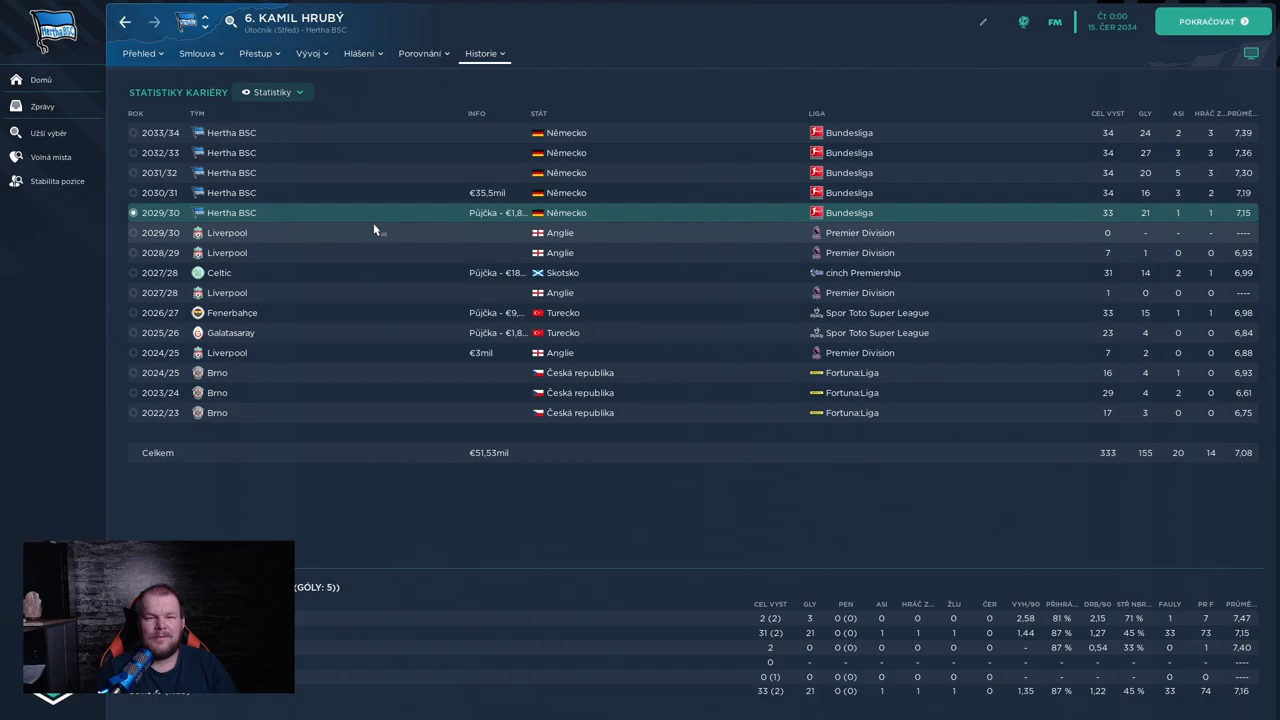 Hertha BSC
6. KAMIL HRUBÝ
Útočník (Střed) - Hertha BSC
FM
Čt 0:00
15. ČER 2034
POKRAČOVAT
Přehled Smlouva Přestup Vývoj Hlášení Porovnání Historie
Domů
Zprávy
Užší výběr
Volná místa
Stabilita pozice
STATISTIKY KARIÉRY Statistiky
ROK TÝM INFO STÁT LIGA CEL VYST GLY ASI HRÁČ Z... PRŮMĚ...
2033/34 Hertha BSC Německo Bundesliga 34 24 2 3 7,39
2032/33 Hertha BSC Německo Bundesliga 34 27 3 3 7,36
2031/32 Hertha BSC Německo Bundesliga 34 20 5 3 7,30
2030/31 Hertha BSC €35,5mil Německo Bundesliga 34 16 3 2 7,19
2029/30 Hertha BSC Půjčka - €1,8... Německo Bundesliga 33 21 1 1 7,15
2029/30 Liverpool Anglie Premier Division 0 - - - ----
2028/29 Liverpool Anglie Premier Division 7 1 0 0 6,93
2027/28 Celtic Půjčka - €18... Skotsko cinch Premiership 31 14 2 1 6,99
2027/28 Liverpool Anglie Premier Division 1 0 0 0 ----
2026/27 Fenerbahçe Půjčka - €9,... Turecko Spor Toto Super League 33 15 1 1 6,98
2025/26 Galatasaray Půjčka - €1,8... Turecko Spor Toto Super League 23 4 0 0 6,84
2024/25 Liverpool €3mil Anglie Premier Division 7 2 0 0 6,88
2024/25 Brno Česká republika Fortuna:Liga 16 4 1 0 6,93
2023/24 Brno Česká republika Fortuna:Liga 29 4 2 0 6,61
2022/23 Brno Česká republika Fortuna:Liga 17 3 0 0 6,75
Celkem €51,53mil 333 155 20 14 7,08
(GÓLY: 5))
CEL VYST GLY PEN ASI HRÁČ Z... ŽLU ČER VYH/90 PŘIHRÁ... DRB/90 STŘ NBR... FAULY PR F PRŮMĚ...
2 (2) 3 0 (0) 0 0 0 0 2,58 81 % 2,15 71 % 1 7 7,47
31 (2) 21 0 (0) 1 1 1 0 1,44 87 % 1,27 45 % 33 73 7,15
2 0 0 (0) 0 0 0 0 - 87 % 0,54 33 % 0 1 7,40
0 - - (0) - - - - - - - - - - ----
0 (1) - - (0) - - - - - - - - 0 0 ----
33 (2) 21 0 (0) 1 1 1 0 1,35 87 % 1,22 45 % 33 74 7,16